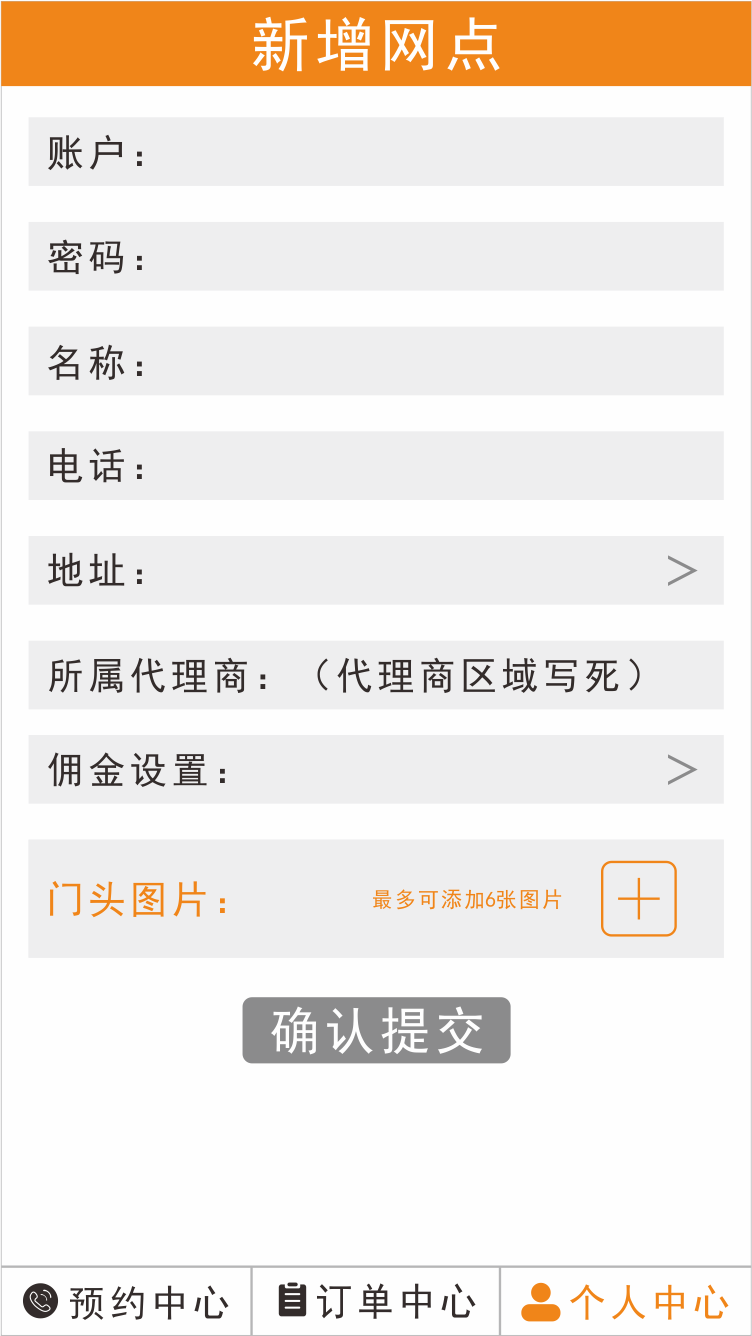 新增网点
账户：
密码：
名称：
电话：
地址： >
所属代理商：（代理商区域写死）
佣金设置： >
门头图片： 最多可添加6张图片
确认提交
预约中心 订单中心 个人中心